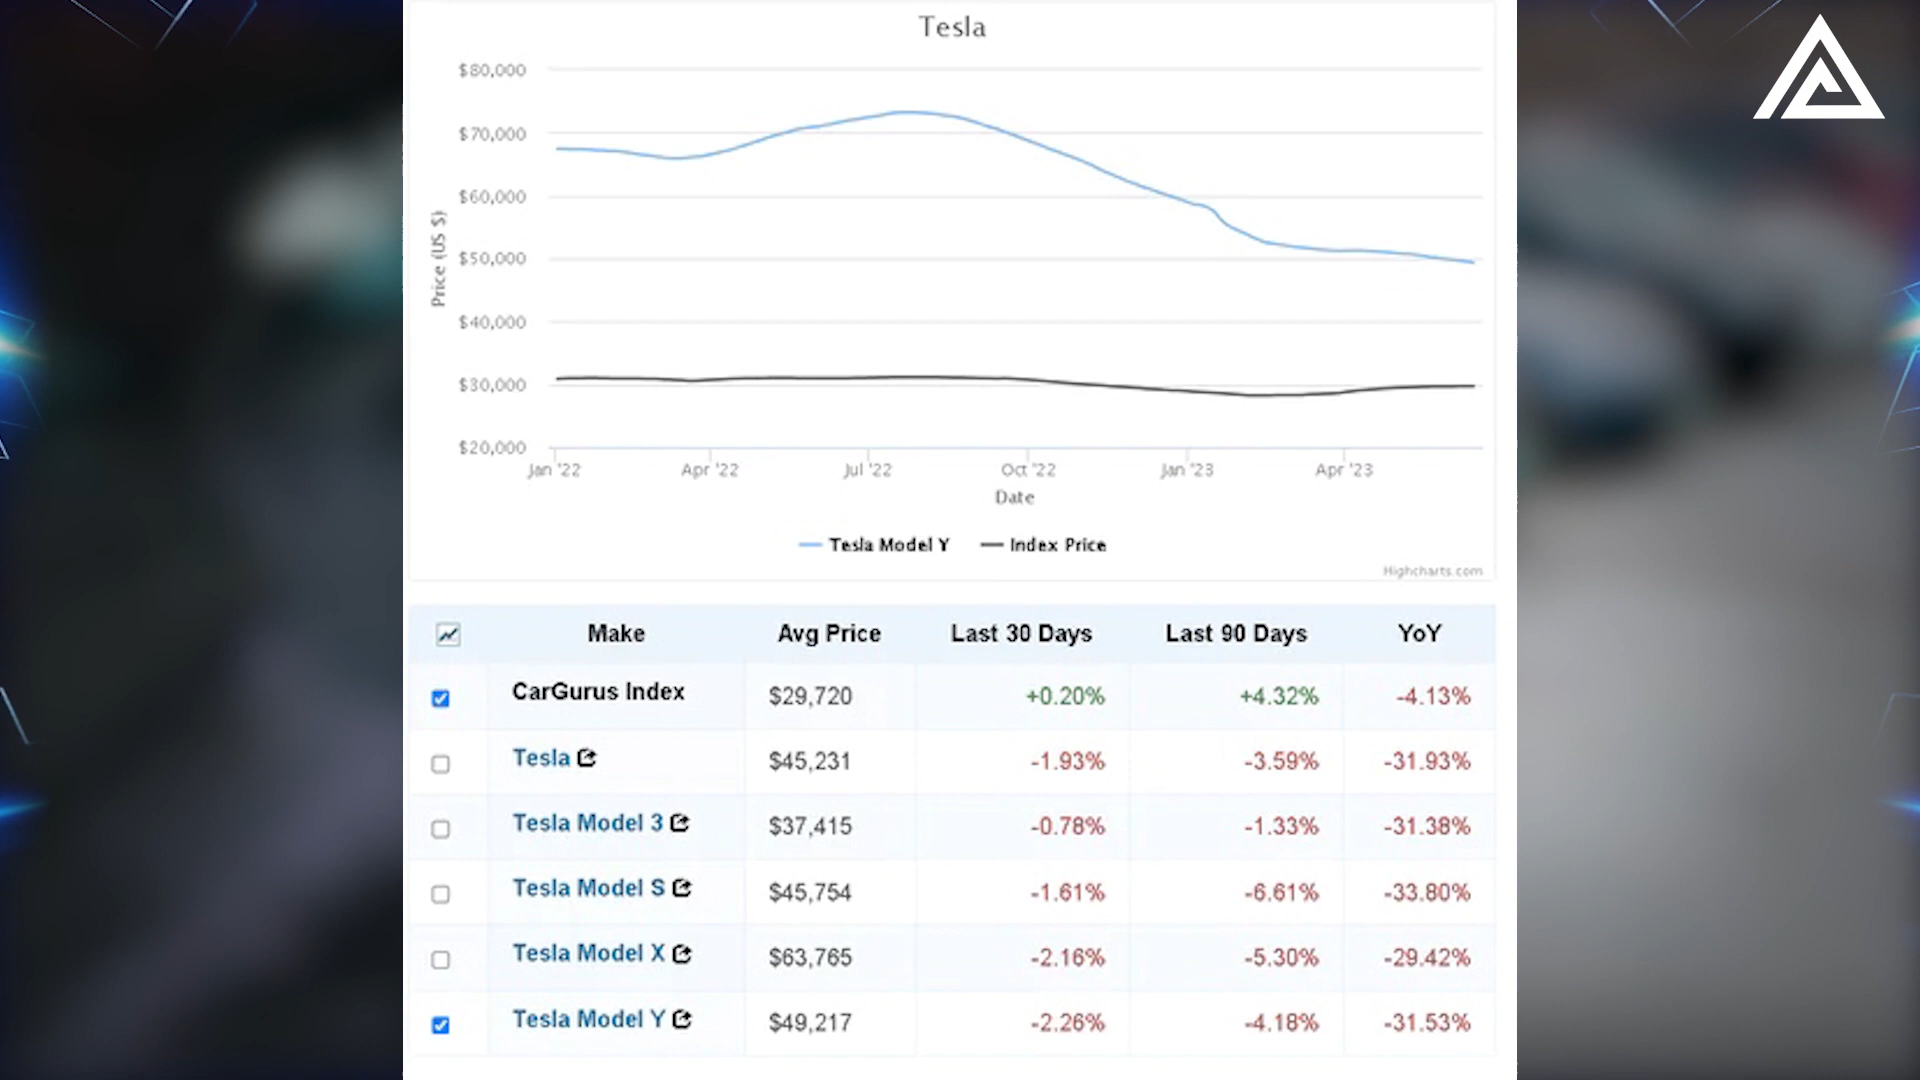 Tesla
$80,000
$70,000
$60,000
$50,000
$40,000
$30,000
$20,000
Price (US $)
Jan '22 Apr '22 Jul '22 Oct '22 Jan '23 Apr '23
Date
Tesla Model Y Index Price
Highcharts.com
Make Avg Price Last 30 Days Last 90 Days YoY
CarGurus Index $29,720 +0.20% +4.32% -4.13%
Tesla $45,231 -1.93% -3.59% -31.93%
Tesla Model 3 $37,415 -0.78% -1.33% -31.38%
Tesla Model S $45,754 -1.61% -6.61% -33.80%
Tesla Model X $63,765 -2.16% -5.30% -29.42%
Tesla Model Y $49,217 -2.26% -4.18% -31.53%